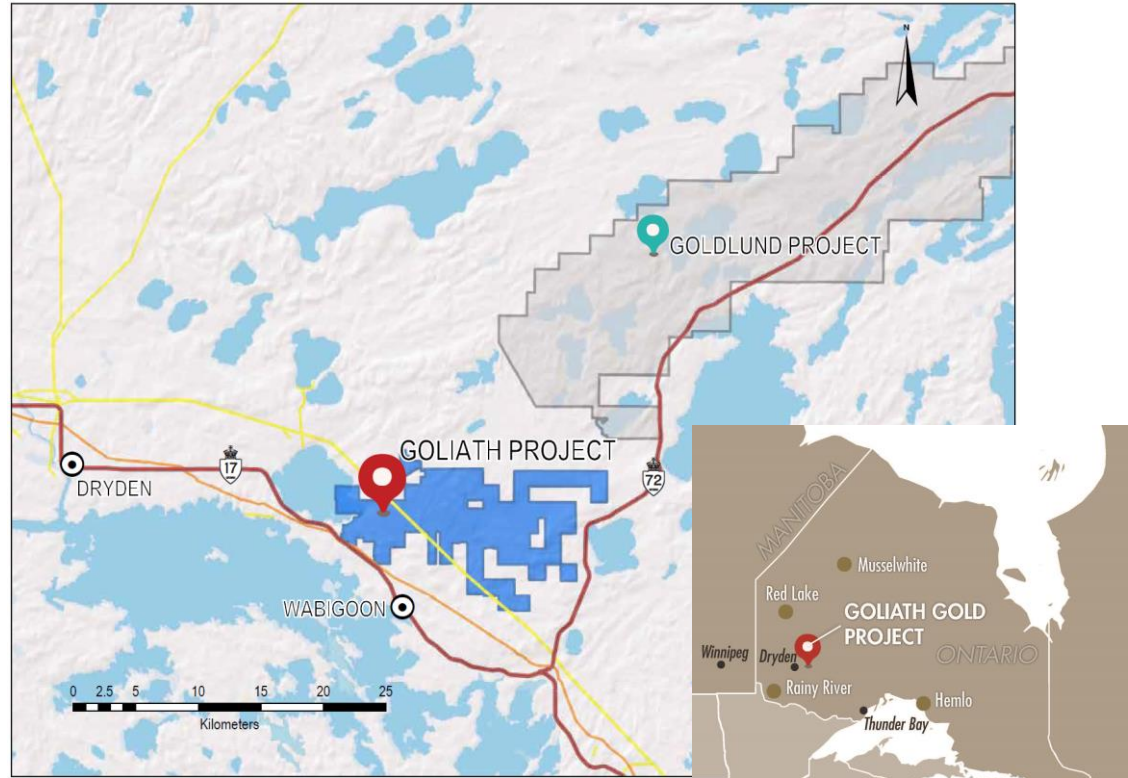 N
GOLDLUND PROJECT
GOLIATH PROJECT
17
DRYDEN
72
WABIGOON
0 2.5 5 10 15 20 25
Kilometers
MANITOBA
Musselwhite
Red Lake
GOLIATH GOLD
PROJECT
ONTARIO
Winnipeg
Dryden
Rainy River
Hemlo
Thunder Bay